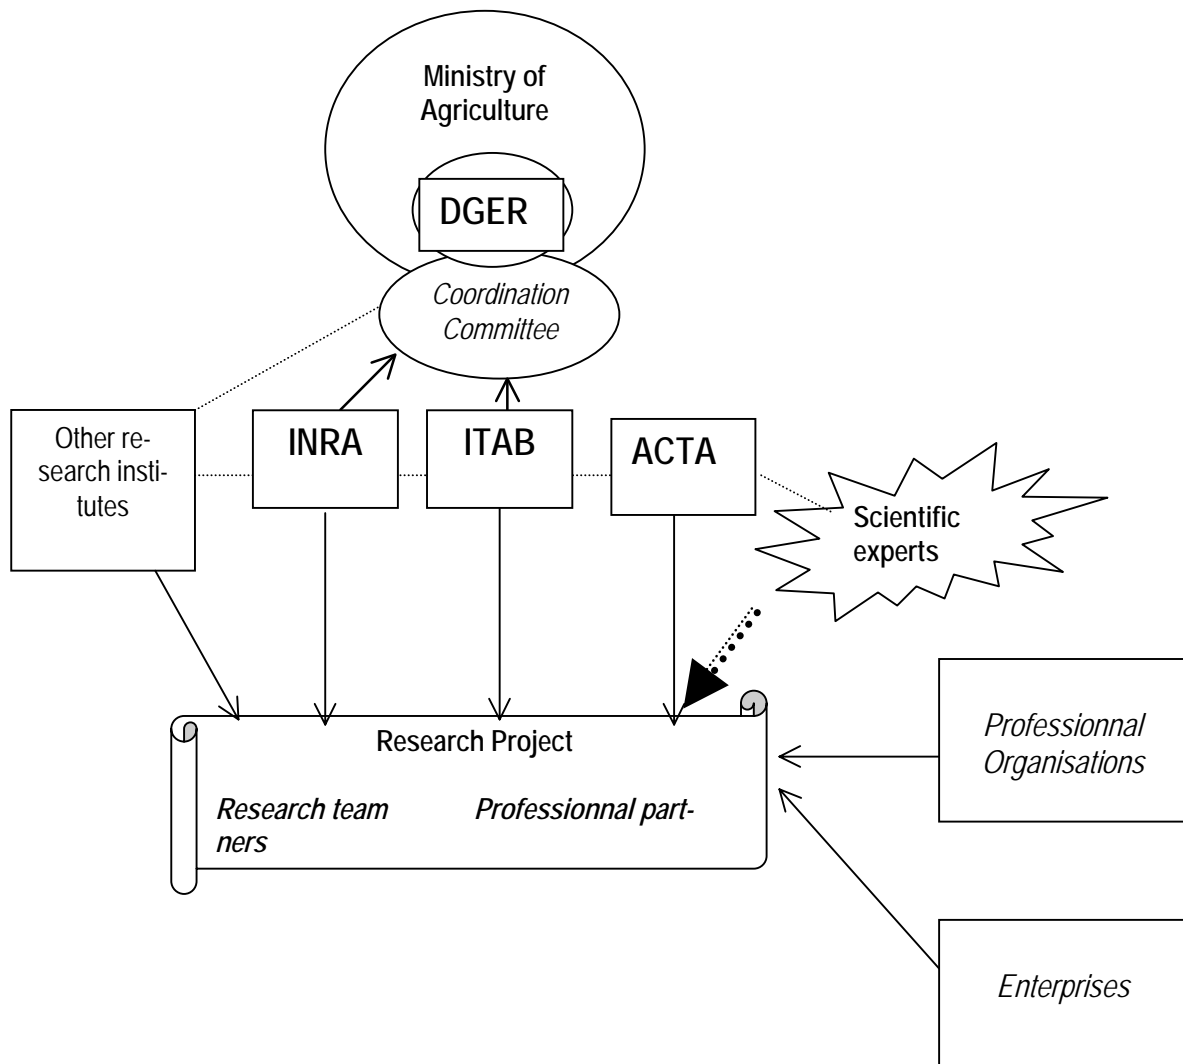 Ministry of
Agriculture
DGER
Coordination
Committee
Other re-
search insti-
tutes
INRA
ITAB
ACTA
Scientific
experts
Research Project
Research team Professionnal part-
ners
Professionnal
Organisations
Enterprises